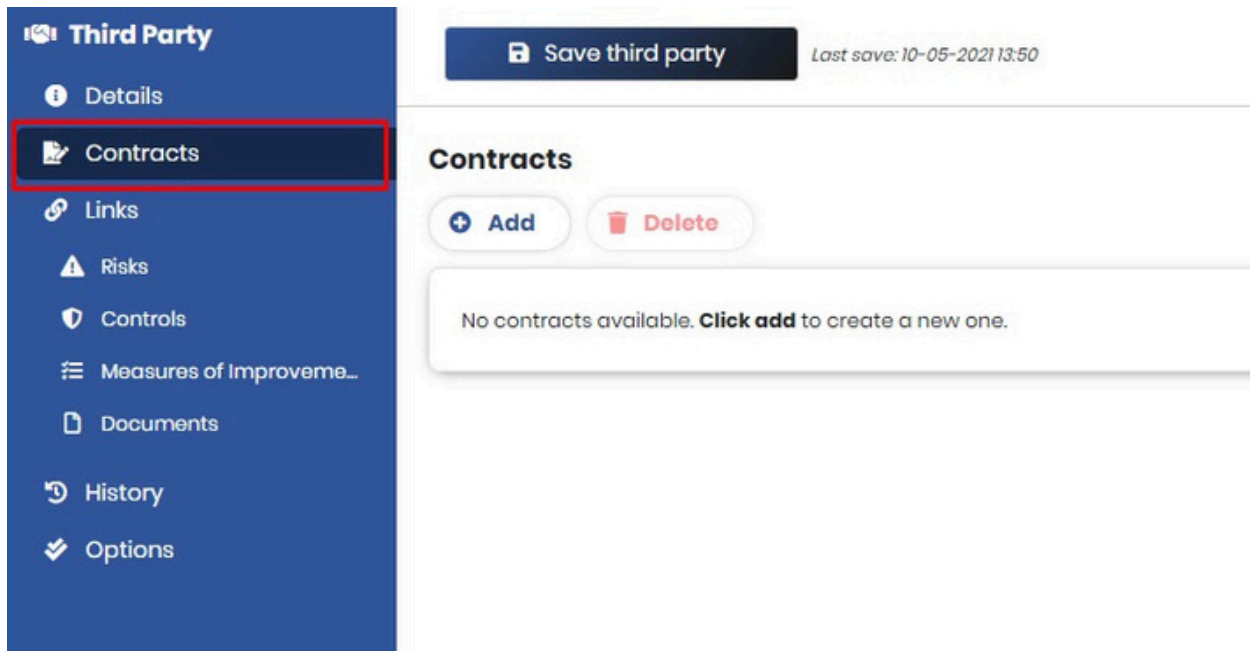 Third Party
Details
Contracts
Links
Risks
Controls
Measures of Improveme...
Documents
History
Options
Save third party
Last save: 10-05-2021 13:50
Contracts
Add
Delete
No contracts available. Click add to create a new one.